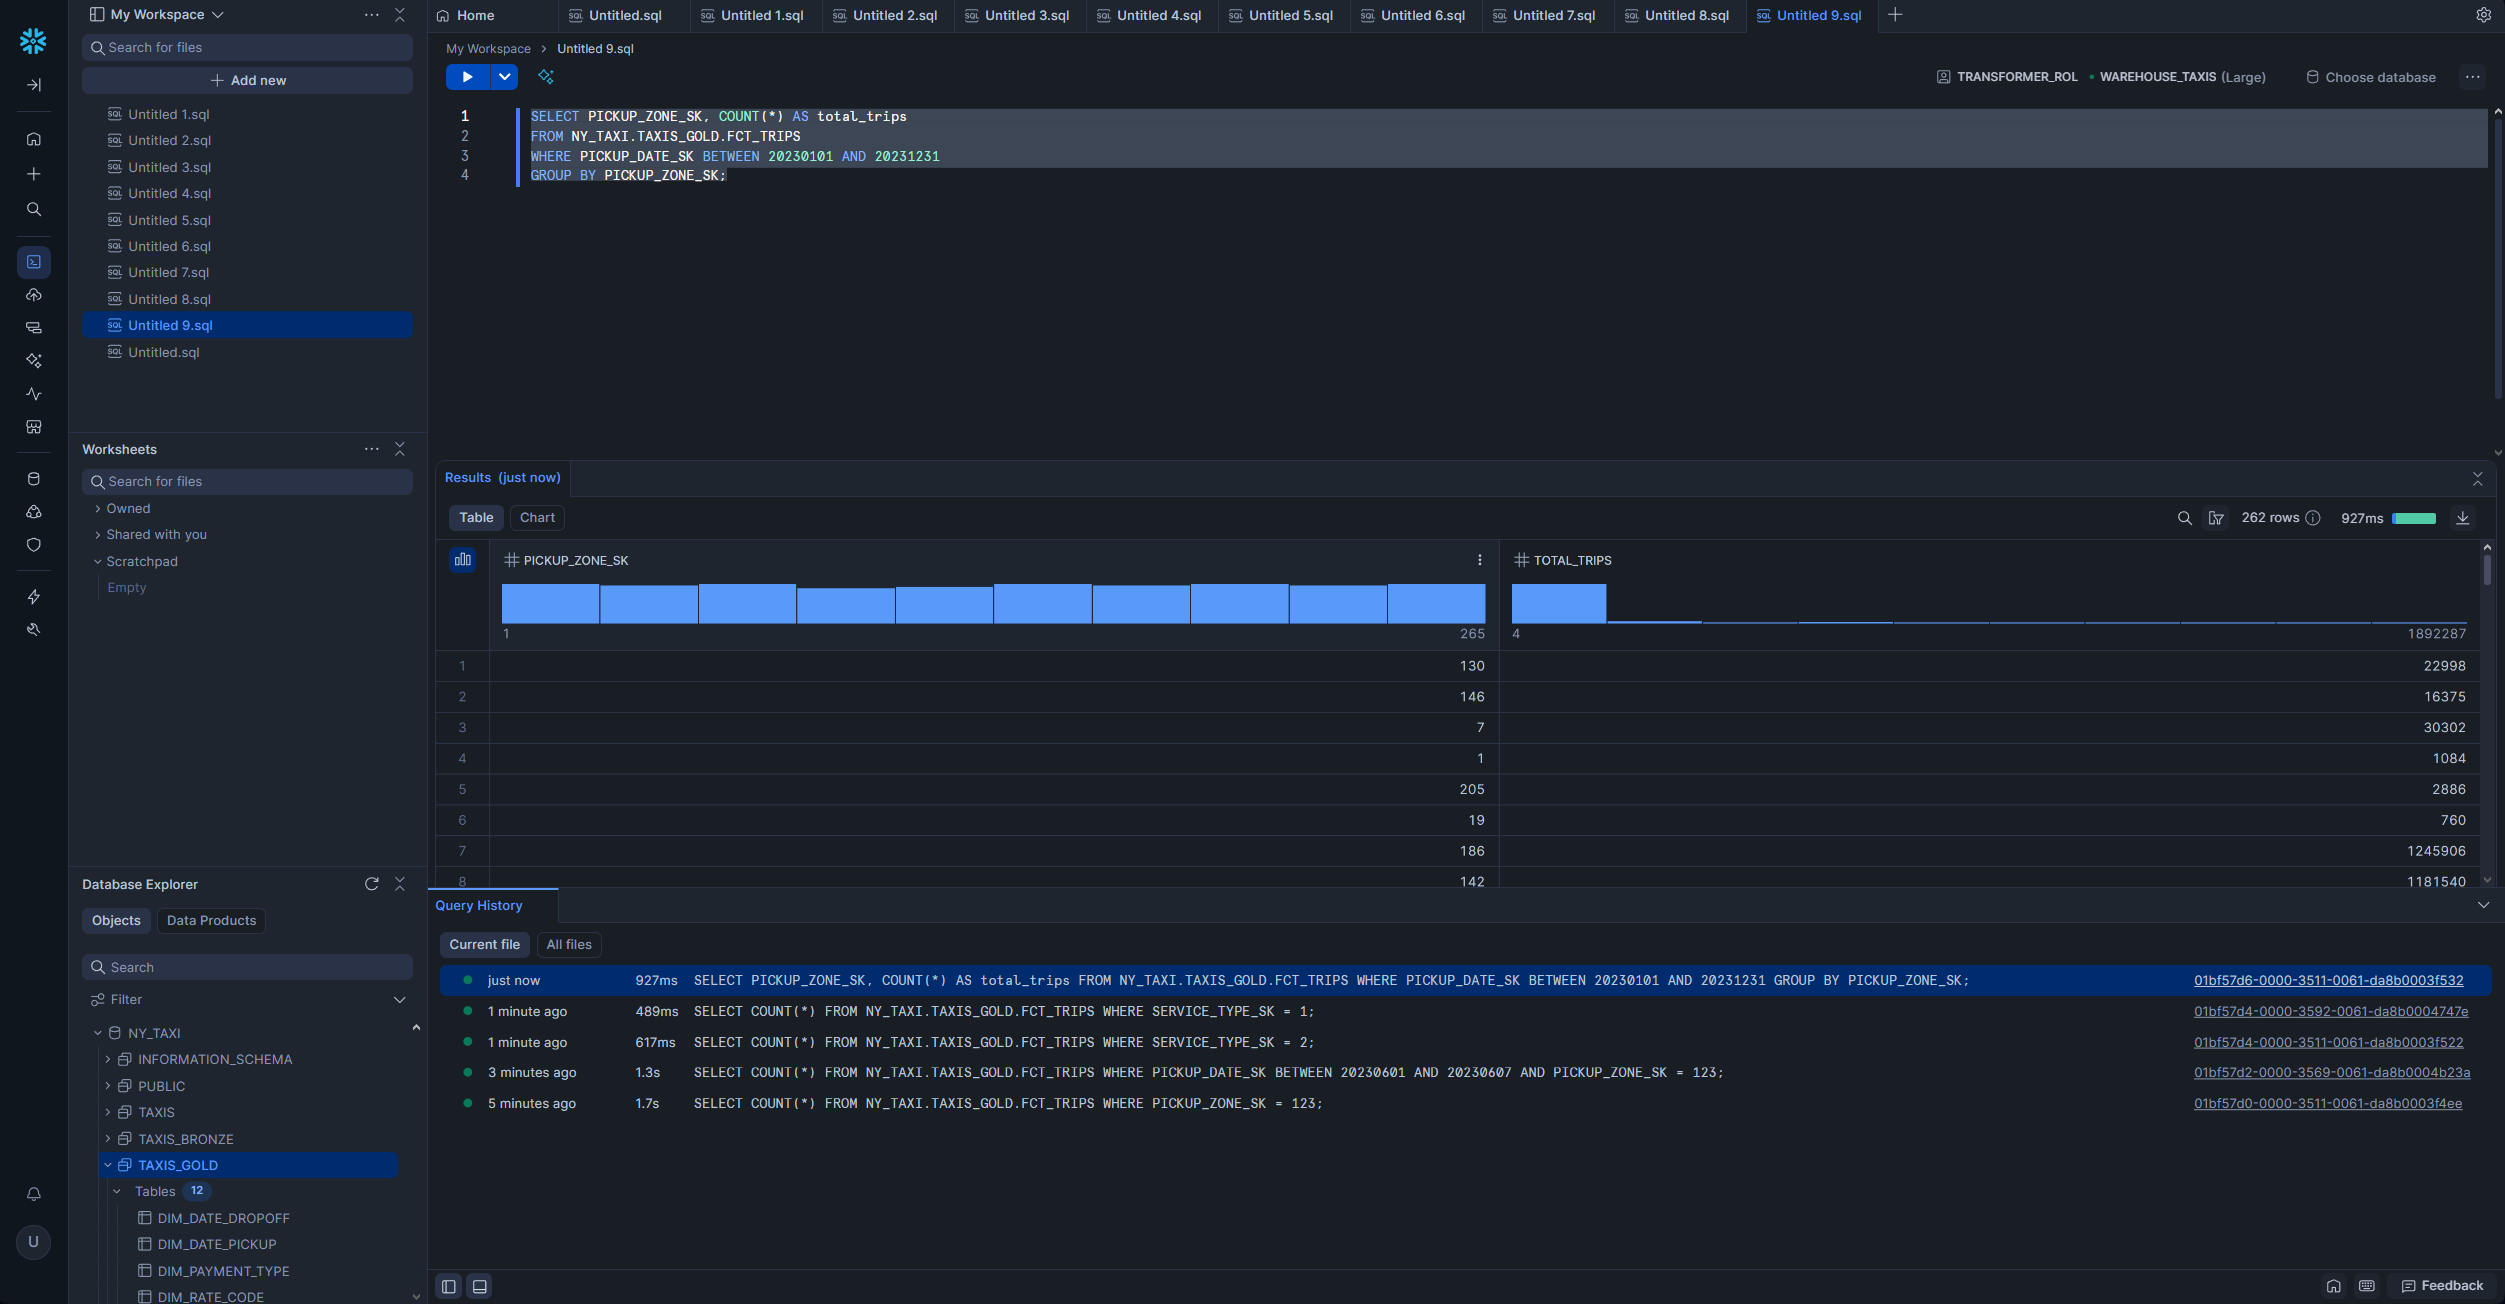 My Workspace
Search for files
Add new
Untitled 1.sql
Untitled 2.sql
Untitled 3.sql
Untitled 4.sql
Untitled 5.sql
Untitled 6.sql
Untitled 7.sql
Untitled 8.sql
Untitled 9.sql
Untitled.sql
Worksheets
Search for files
Owned
Shared with you
Scratchpad
Empty
Database Explorer
Objects Data Products
Search
Filter
NY_TAXI
INFORMATION_SCHEMA
PUBLIC
TAXIS
TAXIS_BRONZE
TAXIS_GOLD
Tables 12
DIM_DATE_DROPOFF
DIM_DATE_PICKUP
DIM_PAYMENT_TYPE
DIM_RATE_CODE
U
Home SQL Untitled.sql SQL Untitled 1.sql SQL Untitled 2.sql SQL Untitled 3.sql SQL Untitled 4.sql SQL Untitled 5.sql SQL Untitled 6.sql SQL Untitled 7.sql SQL Untitled 8.sql SQL Untitled 9.sql
My Workspace > Untitled 9.sql
TRANSFORMER_ROL WAREHOUSE_TAXIS (Large) Choose database
1 SELECT PICKUP_ZONE_SK, COUNT(*) AS total_trips
2 FROM NY_TAXI.TAXIS_GOLD.FCT_TRIPS
3 WHERE PICKUP_DATE_SK BETWEEN 20230101 AND 20231231
4 GROUP BY PICKUP_ZONE_SK;
Results (just now)
Table Chart 262 rows 927ms
PICKUP_ZONE_SK TOTAL_TRIPS
1 265 4 1892287
1 130 22998
2 146 16375
3 7 30302
4 1 1084
5 205 2886
6 19 760
7 186 1245906
8 142 1181540
Query History
Current file All files
just now 927ms SELECT PICKUP_ZONE_SK, COUNT(*) AS total_trips FROM NY_TAXI.TAXIS_GOLD.FCT_TRIPS WHERE PICKUP_DATE_SK BETWEEN 20230101 AND 20231231 GROUP BY PICKUP_ZONE_SK; 01bf57d6-0000-3511-0061-da8b0003f532
1 minute ago 489ms SELECT COUNT(*) FROM NY_TAXI.TAXIS_GOLD.FCT_TRIPS WHERE SERVICE_TYPE_SK = 1; 01bf57d4-0000-3592-0061-da8b0004747e
1 minute ago 617ms SELECT COUNT(*) FROM NY_TAXI.TAXIS_GOLD.FCT_TRIPS WHERE SERVICE_TYPE_SK = 2; 01bf57d4-0000-3511-0061-da8b0003f522
3 minutes ago 1.3s SELECT COUNT(*) FROM NY_TAXI.TAXIS_GOLD.FCT_TRIPS WHERE PICKUP_DATE_SK BETWEEN 20230601 AND 20230607 AND PICKUP_ZONE_SK = 123; 01bf57d2-0000-3569-0061-da8b0004b23a
5 minutes ago 1.7s SELECT COUNT(*) FROM NY_TAXI.TAXIS_GOLD.FCT_TRIPS WHERE PICKUP_ZONE_SK = 123; 01bf57d0-0000-3511-0061-da8b0003f4ee
Feedback